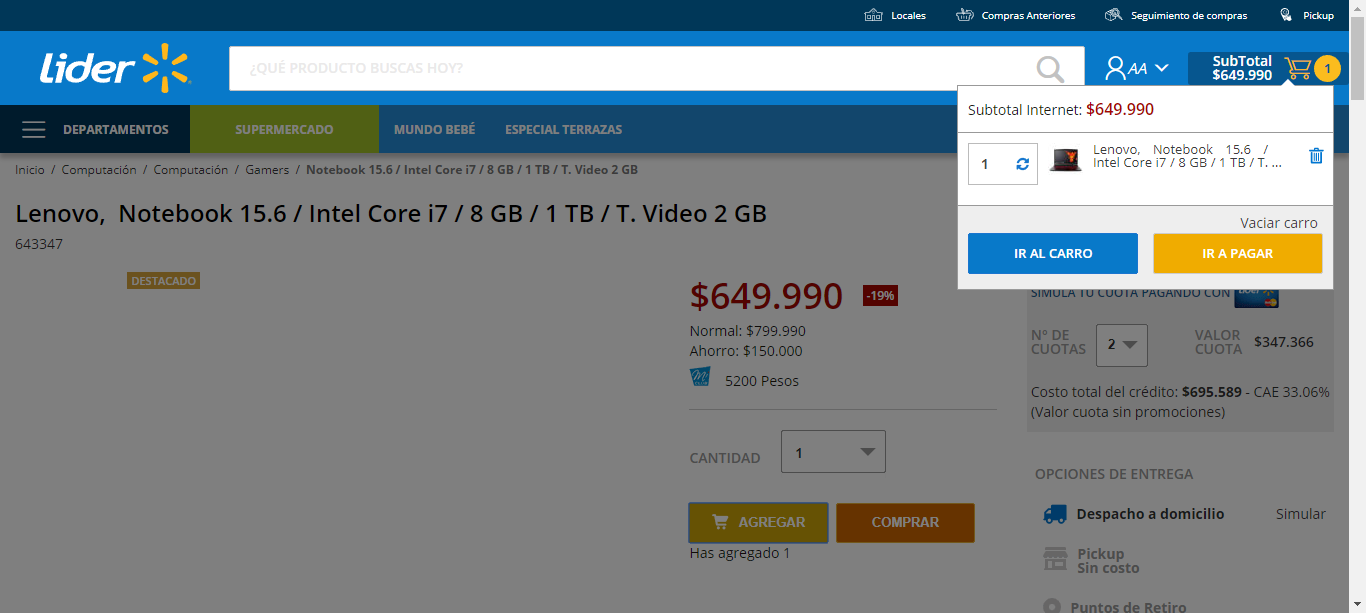 Locales
Compras Anteriores
Seguimiento de compras
Pickup
Lider
¿QUÉ PRODUCTO BUSCAS HOY?
AA
SubTotal
$649.990
1
DEPARTAMENTOS
SUPERMERCADO
MUNDO BEBÉ
ESPECIAL TERRAZAS
Subtotal Internet: $649.990
1
Lenovo, Notebook 15.6 /
Intel Core i7 / 8 GB / 1 TB / T. ...
Vaciar carro
IR AL CARRO
IR A PAGAR
Inicio / Computación / Computación / Gamers / Notebook 15.6 / Intel Core i7 / 8 GB / 1 TB / T. Video 2 GB
Lenovo, Notebook 15.6 / Intel Core i7 / 8 GB / 1 TB / T. Video 2 GB
643347
DESTACADO
$649.990
-19%
Normal: $799.990
Ahorro: $150.000
5200 Pesos
CANTIDAD
1
AGREGAR
COMPRAR
Has agregado 1
SIMULA TU CUOTA PAGANDO CON
N° DE
CUOTAS
2
VALOR
CUOTA
$347.366
Costo total del crédito: $695.589 - CAE 33.06%
(Valor cuota sin promociones)
OPCIONES DE ENTREGA
Despacho a domicilio
Simular
Pickup
Sin costo
Puntos de Retiro